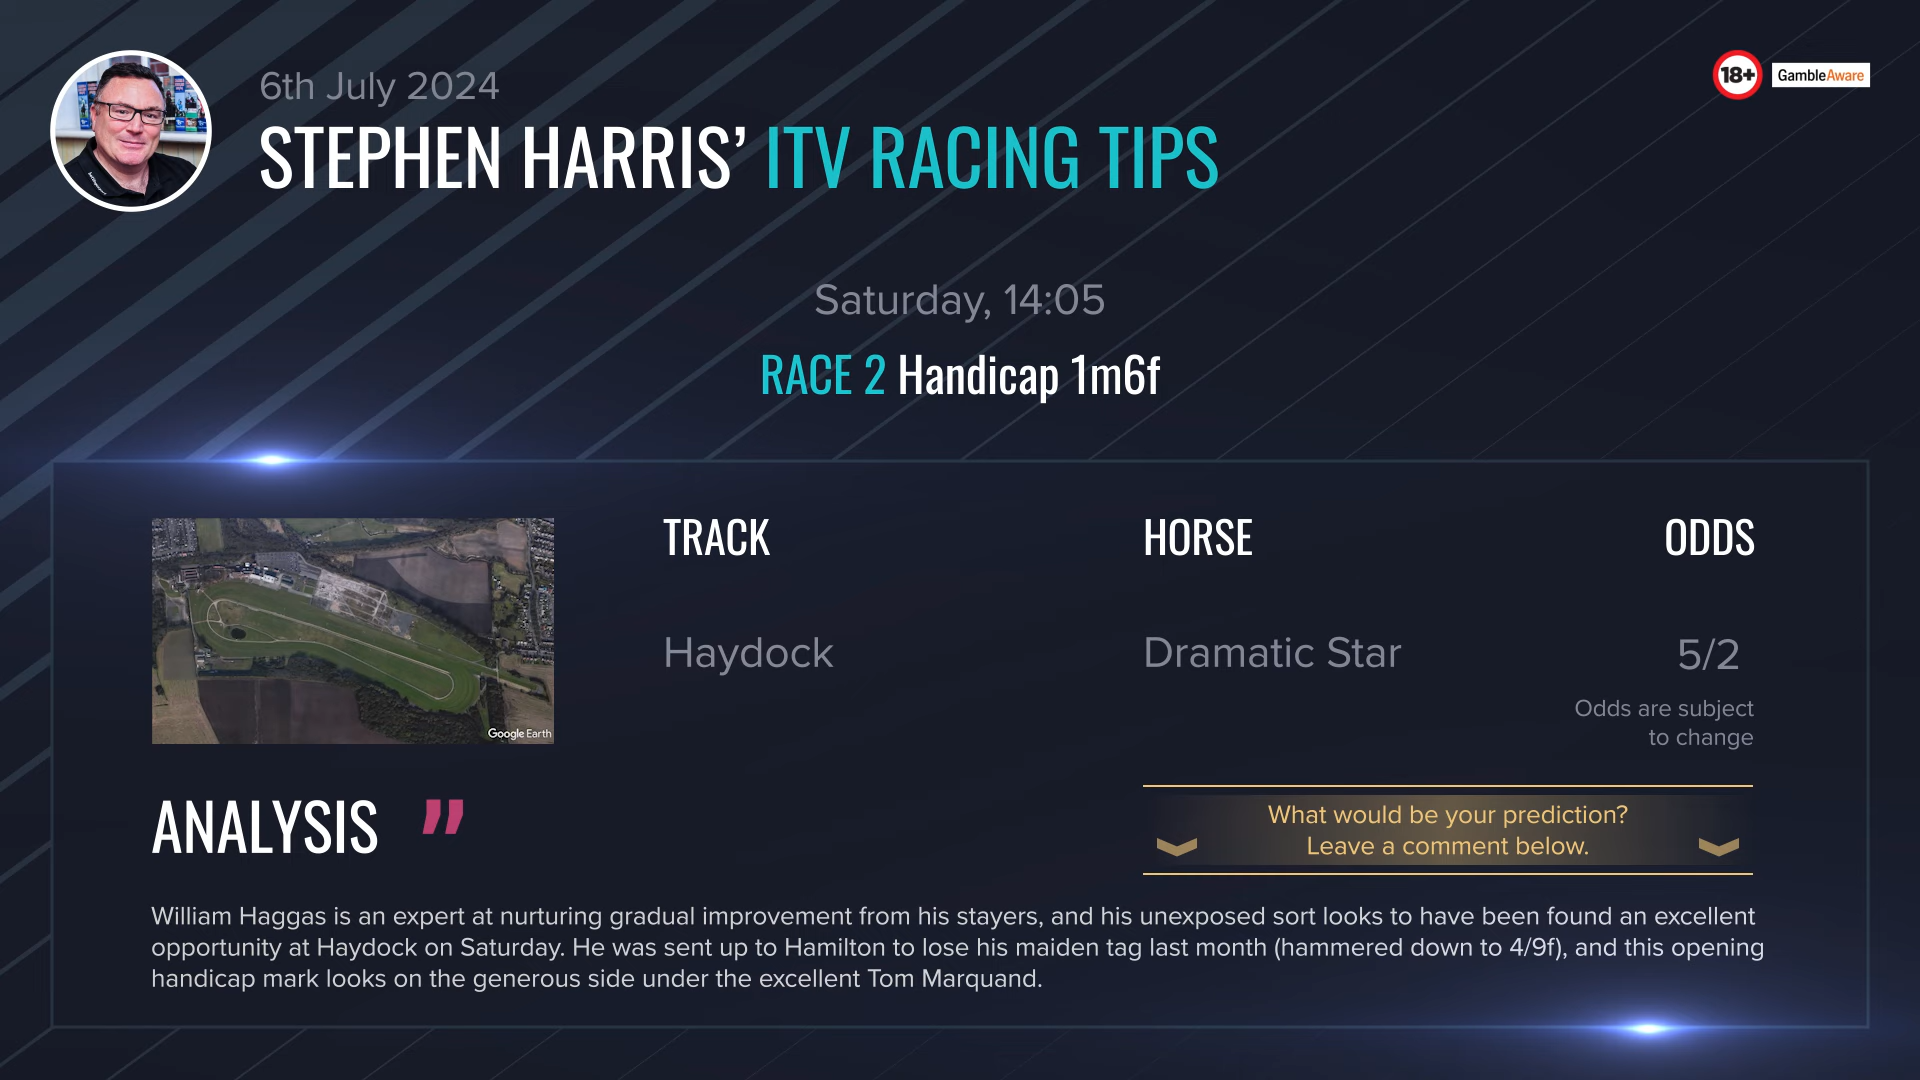 6th July 2024
18+
GambleAware
STEPHEN HARRIS’ ITV RACING TIPS
Saturday, 14:05
RACE 2 Handicap 1m6f
TRACK
HORSE
ODDS
Haydock
Dramatic Star
5/2
Odds are subject
to change
Google Earth
ANALYSIS ”
What would be your prediction?
Leave a comment below.
William Haggas is an expert at nurturing gradual improvement from his stayers, and his unexposed sort looks to have been found an excellent
opportunity at Haydock on Saturday. He was sent up to Hamilton to lose his maiden tag last month (hammered down to 4/9f), and this opening
handicap mark looks on the generous side under the excellent Tom Marquand.